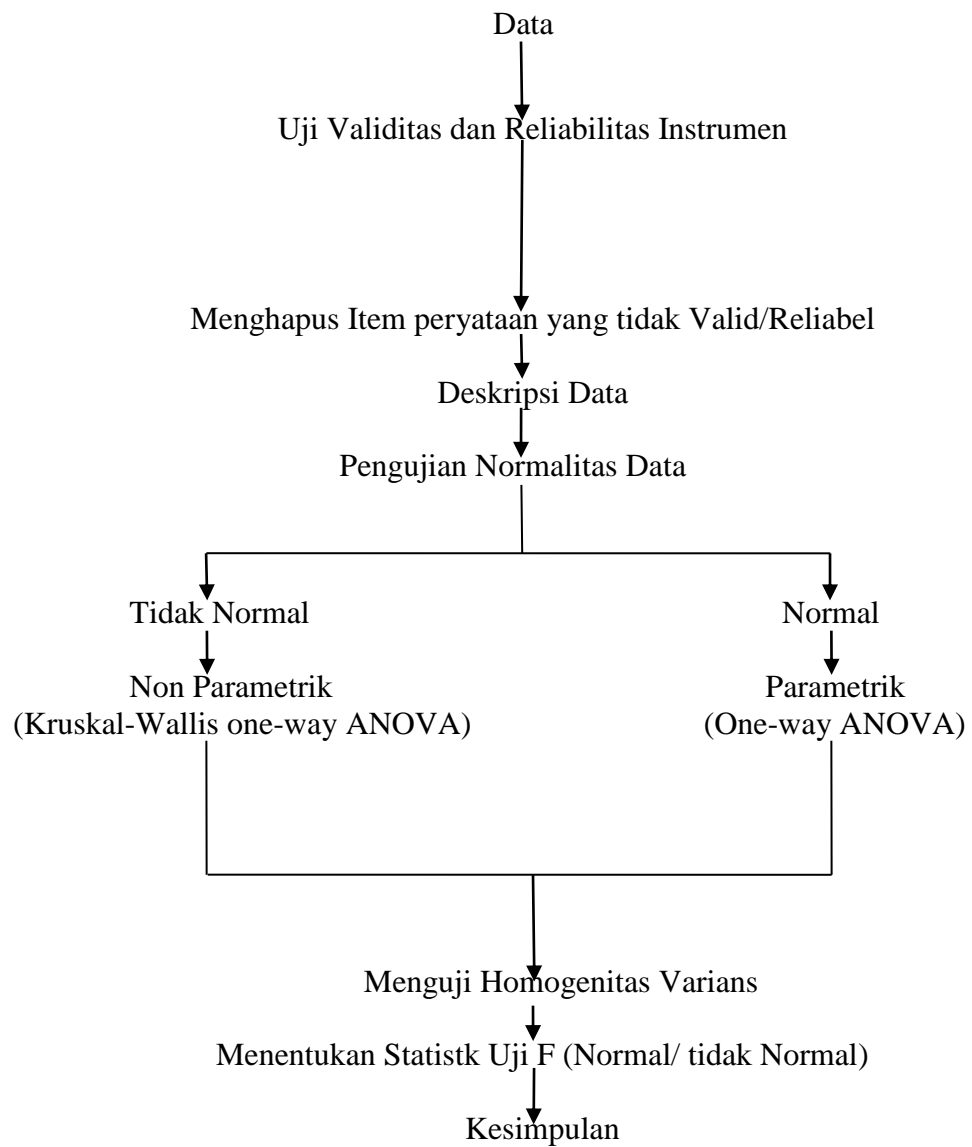 Data
Uji Validitas dan Reliabilitas Instrumen
Menghapus Item peryataan yang tidak Valid/Reliabel
Deskripsi Data
Pengujian Normalitas Data
Tidak Normal
Normal
Non Parametrik
(Kruskal-Wallis one-way ANOVA)
Parametrik
(One-way ANOVA)
Menguji Homogenitas Varians
Menentukan Statistk Uji F (Normal/ tidak Normal)
Kesimpulan